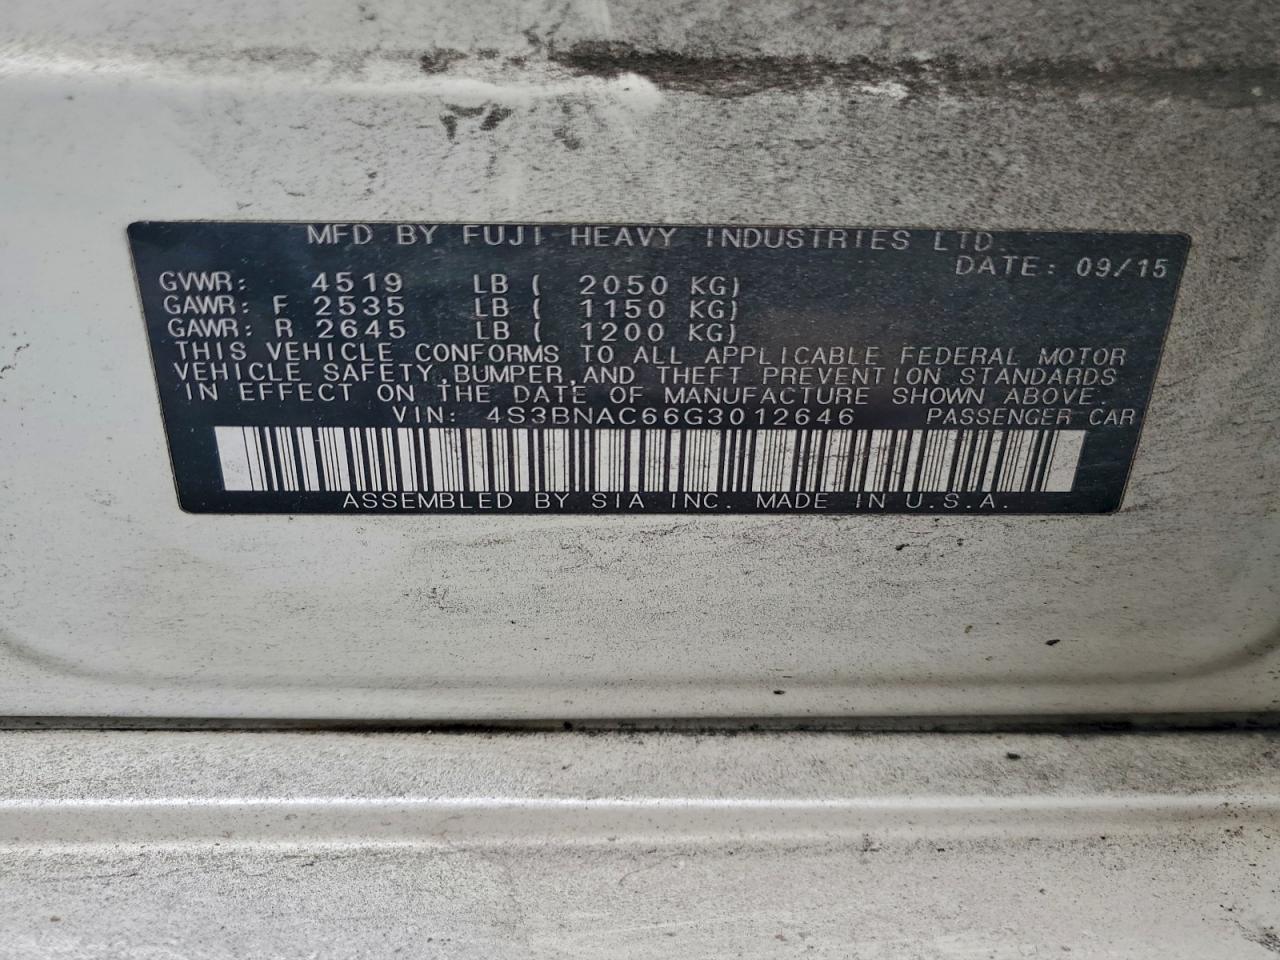 MFD BY FUJI HEAVY INDUSTRIES LTD.
DATE: 09/15
GVWR: 4519 LB ( 2050 KG)
GAWR: F 2535 LB ( 1150 KG)
GAWR: R 2645 LB ( 1200 KG)
THIS VEHICLE CONFORMS TO ALL APPLICABLE FEDERAL MOTOR
VEHICLE SAFETY,BUMPER,AND THEFT PREVENTION STANDARDS
IN EFFECT ON THE DATE OF MANUFACTURE SHOWN ABOVE.
VIN: 4S3BNAC66G3012646 PASSENGER CAR
ASSEMBLED BY SIA INC. MADE IN U.S.A.